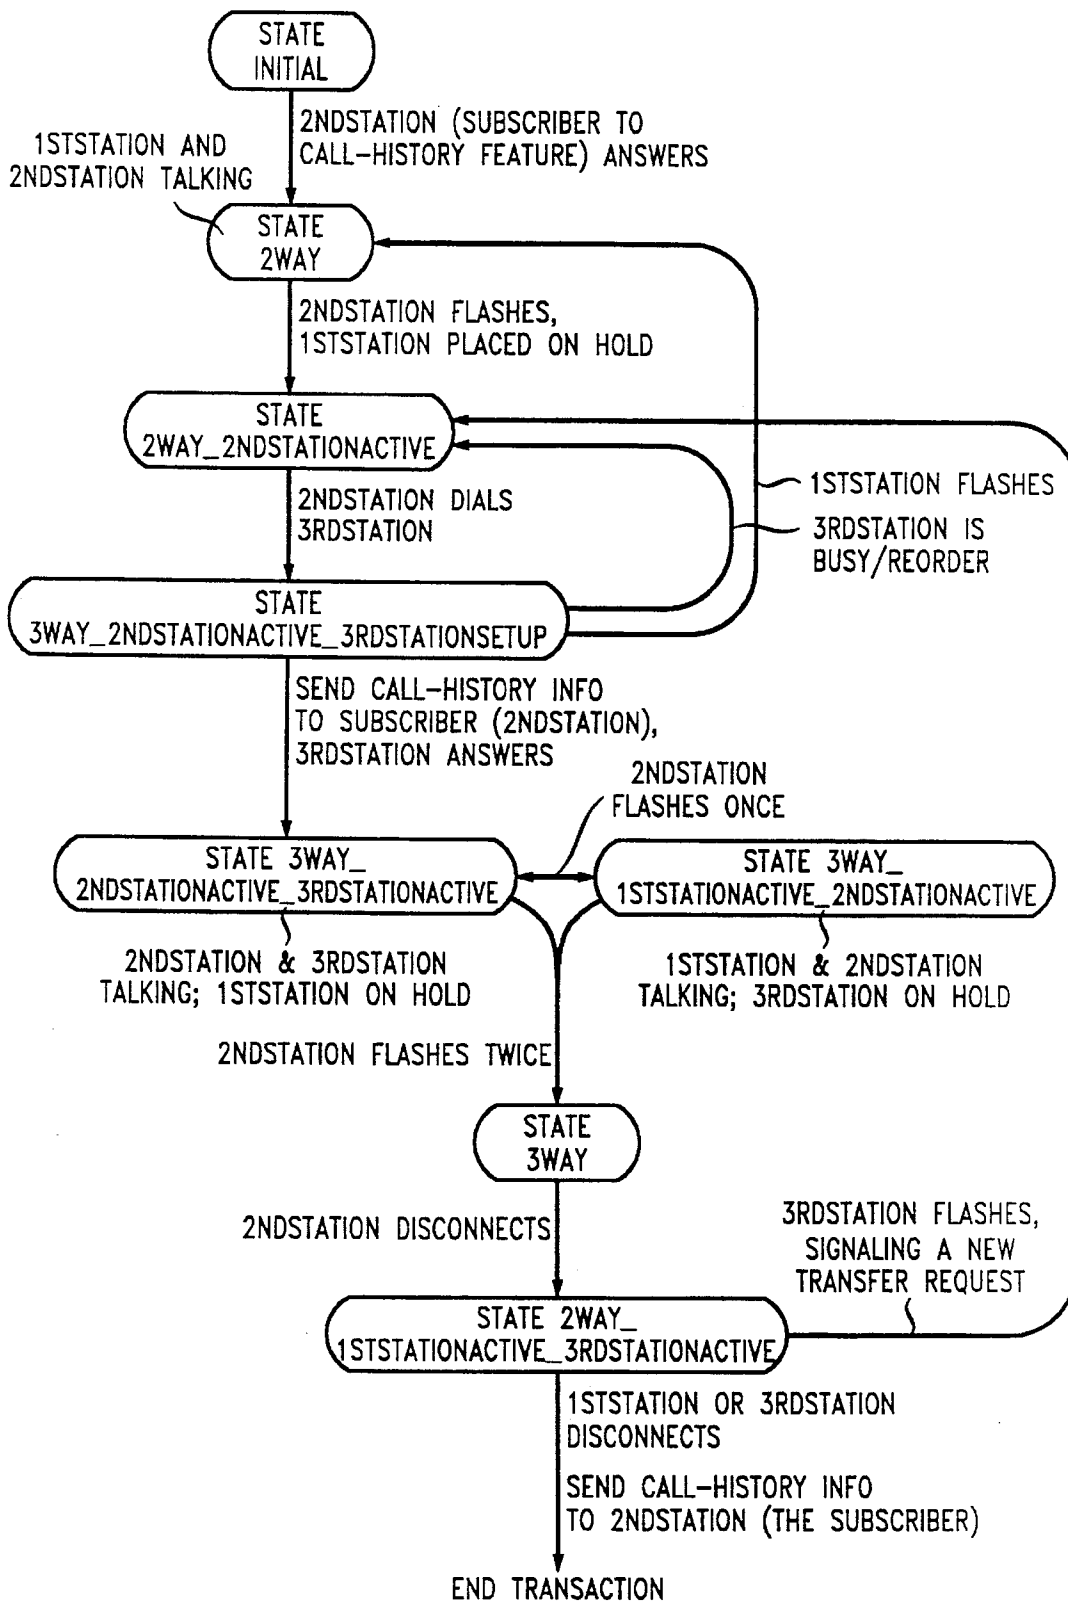 STATE
INITIAL
2NDSTATION (SUBSCRIBER TO
CALL-HISTORY FEATURE) ANSWERS
1STSTATION AND
2NDSTATION TALKING
STATE
2WAY
2NDSTATION FLASHES,
1STSTATION PLACED ON HOLD
STATE
2WAY_2NDSTATIONACTIVE
1STSTATION FLASHES
2NDSTATION DIALS
3RDSTATION
3RDSTATION IS
BUSY/REORDER
STATE
3WAY_2NDSTATIONACTIVE_3RDSTATIONSETUP
SEND CALL-HISTORY INFO
TO SUBSCRIBER (2NDSTATION),
3RDSTATION ANSWERS
2NDSTATION
FLASHES ONCE
STATE 3WAY_
2NDSTATIONACTIVE_3RDSTATIONACTIVE
STATE 3WAY_
1STSTATIONACTIVE_2NDSTATIONACTIVE
2NDSTATION & 3RDSTATION
TALKING; 1STSTATION ON HOLD
1STSTATION & 2NDSTATION
TALKING; 3RDSTATION ON HOLD
2NDSTATION FLASHES TWICE
STATE
3WAY
2NDSTATION DISCONNECTS
3RDSTATION FLASHES,
SIGNALING A NEW
TRANSFER REQUEST
STATE 2WAY_
1STSTATIONACTIVE_3RDSTATIONACTIVE
1STSTATION OR 3RDSTATION
DISCONNECTS
SEND CALL-HISTORY INFO
TO 2NDSTATION (THE SUBSCRIBER)
END TRANSACTION